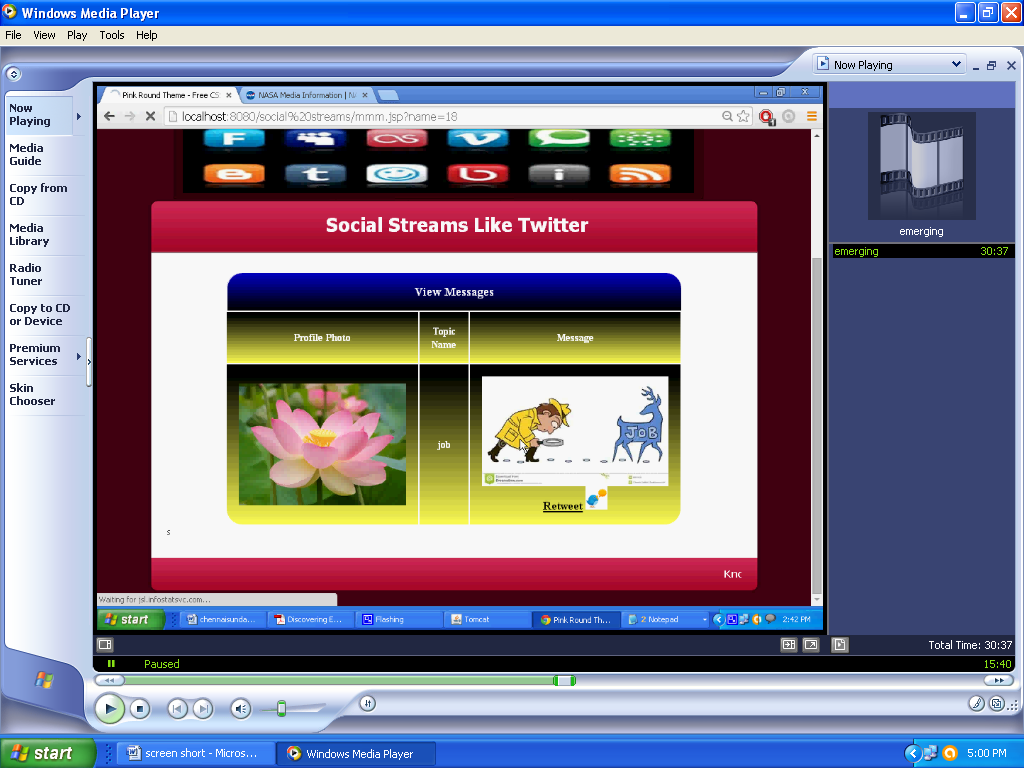 Windows Media Player
File View Play Tools Help
Now Playing
Now
Playing
Media
Guide
Copy from
CD
Media
Library
Radio
Tuner
Copy to CD
or Device
Premium
Services
Skin
Chooser
Pink Round Theme - Free CS
NASA Media Information | N
localhost:8080/social%20streams/mmm.jsp?name=18
Social Streams Like Twitter
View Messages
Profile Photo
Topic
Name
Message
job
JOB
Retweet
s
Knc
Waiting for jsl.infostatsvc.com...
start
chennaisunda...
Discovering E...
Flashing
Tomcat
Pink Round Th...
2 Notepad
2:42 PM
emerging
emerging 30:37
Total Time: 30:37
Paused
15:40
start
screen short - Micros...
Windows Media Player
5:00 PM